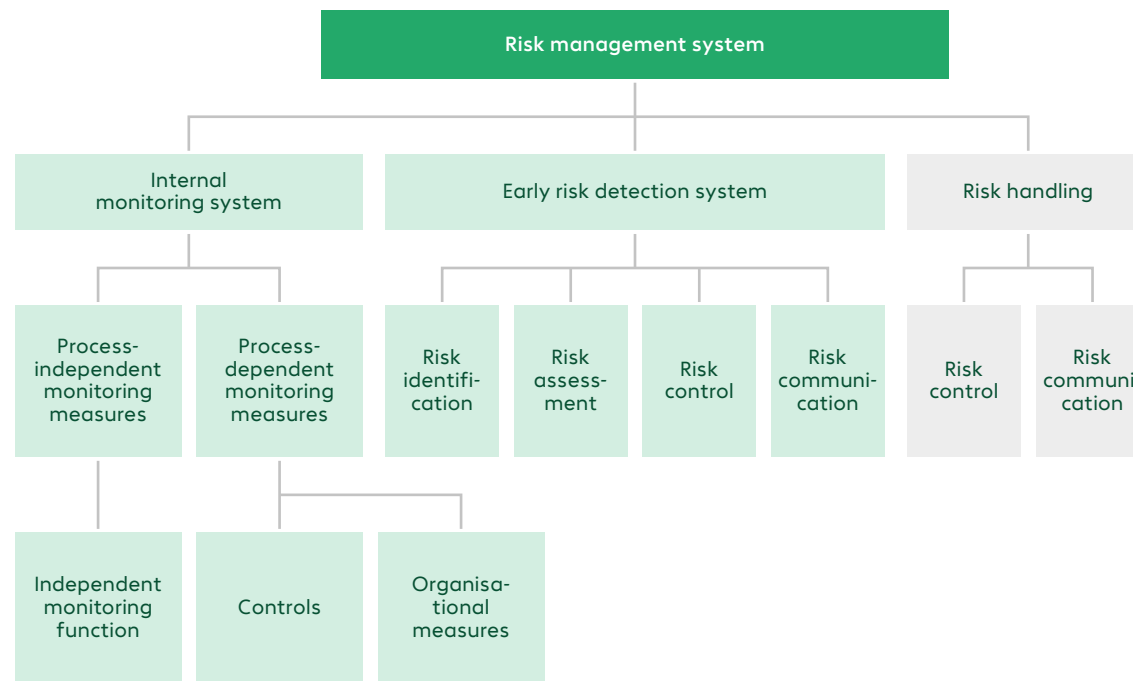 Risk management system
Internal
monitoring system
Early risk detection system
Risk handling
Process-
independent
monitoring
measures
Process-
dependent
monitoring
measures
Risk
identifi-
cation
Risk
assess-
ment
Risk
control
Risk
communi-
cation
Risk
control
Risk
communi
cation
Independent
monitoring
function
Controls
Organisa-
tional
measures